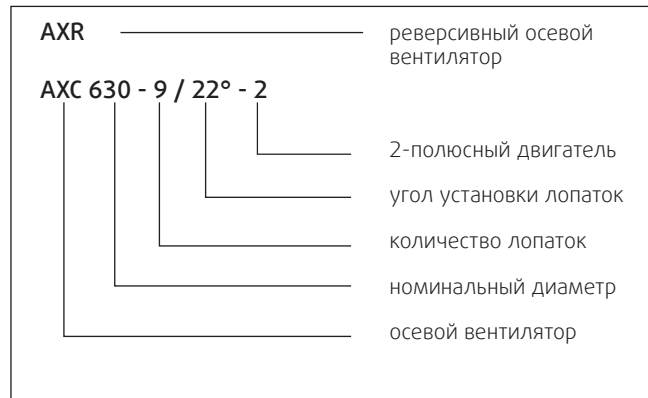 AXR
реверсивный осевой
вентилятор
AXC 630 - 9 / 22° - 2
2-полюсный двигатель
угол установки лопаток
количество лопаток
номинальный диаметр
осевой вентилятор